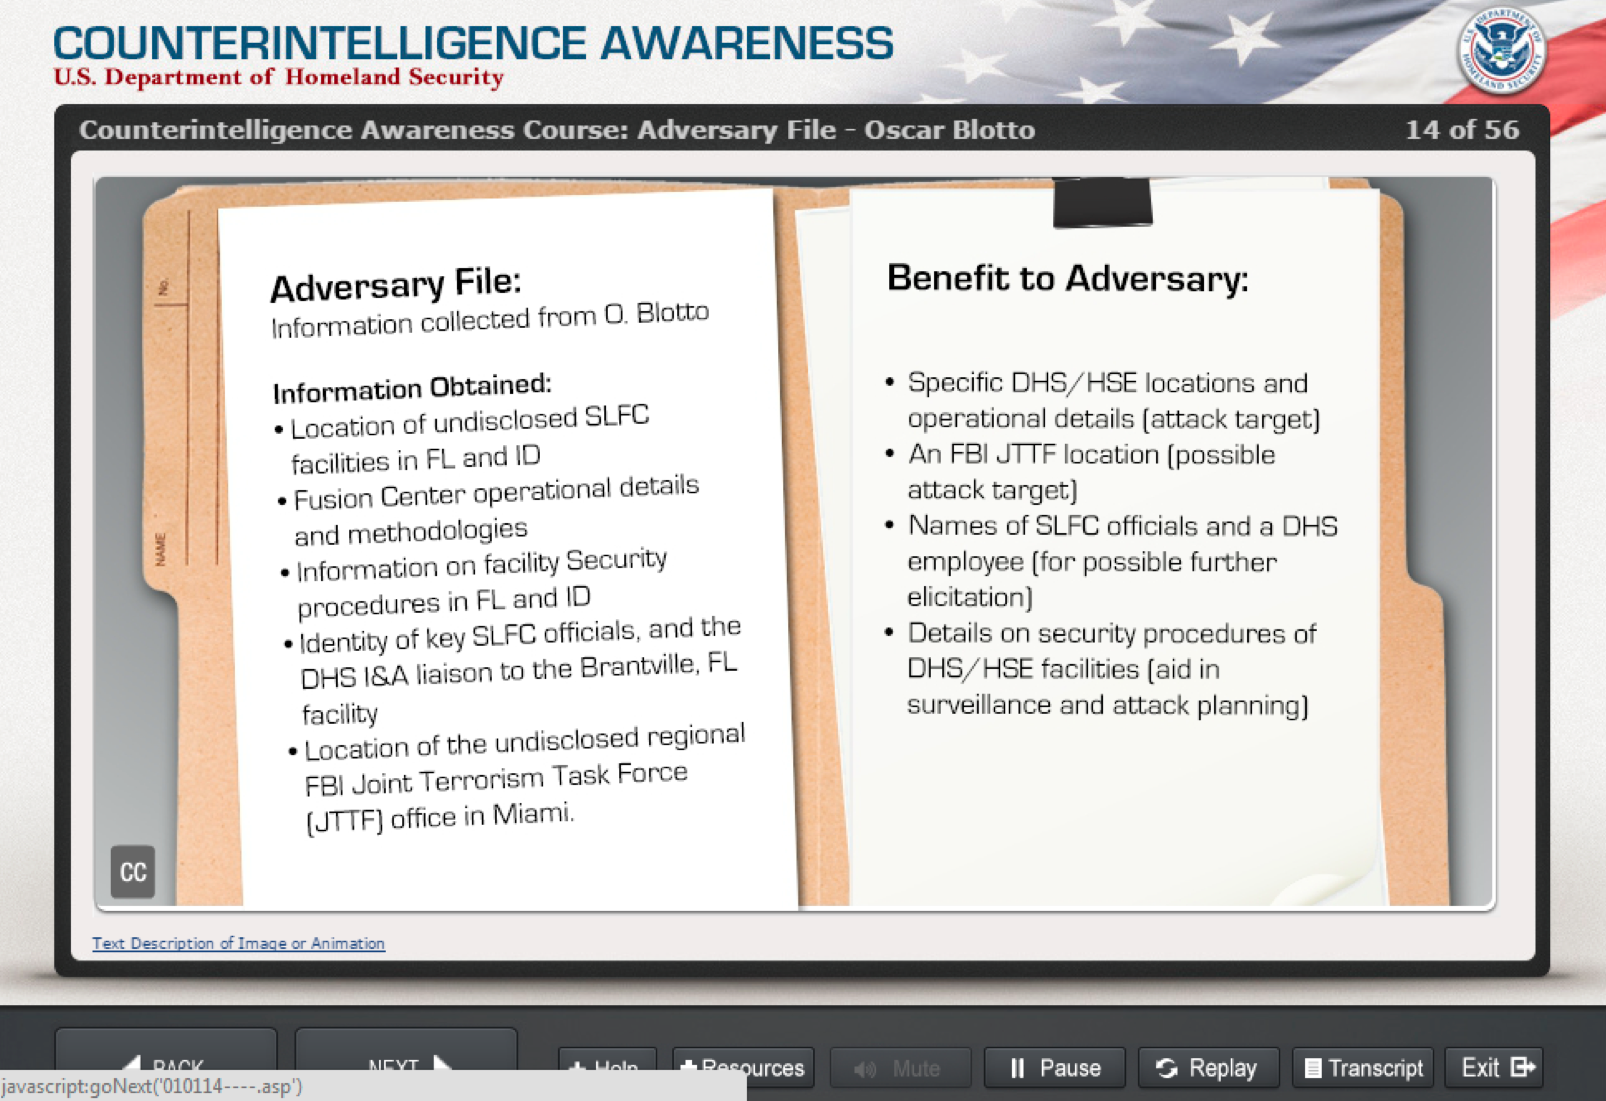 COUNTERINTELLIGENCE AWARENESS
U.S. Department of Homeland Security
Counterintelligence Awareness Course: Adversary File - Oscar Blotto
14 of 56
No.
NAME
Adversary File:
Information collected from O. Blotto
Information Obtained:
• Location of undisclosed SLFC
facilities in FL and ID
• Fusion Center operational details
and methodologies
• Information on facility Security
procedures in FL and ID
• Identity of key SLFC officials, and the
DHS I&A liaison to the Brantville, FL
facility
• Location of the undisclosed regional
FBI Joint Terrorism Task Force
(JTTF) office in Miami.
Benefit to Adversary:
• Specific DHS/HSE locations and
operational details (attack target)
• An FBI JTTF location (possible
attack target)
• Names of SLFC officials and a DHS
employee (for possible further
elicitation)
• Details on security procedures of
DHS/HSE facilities (aid in
surveillance and attack planning)
CC
Text Description of Image or Animation
BACK
NEXT
Help
Resources
Mute
Pause
Replay
Transcript
Exit
javascript:goNext('010114----.asp')